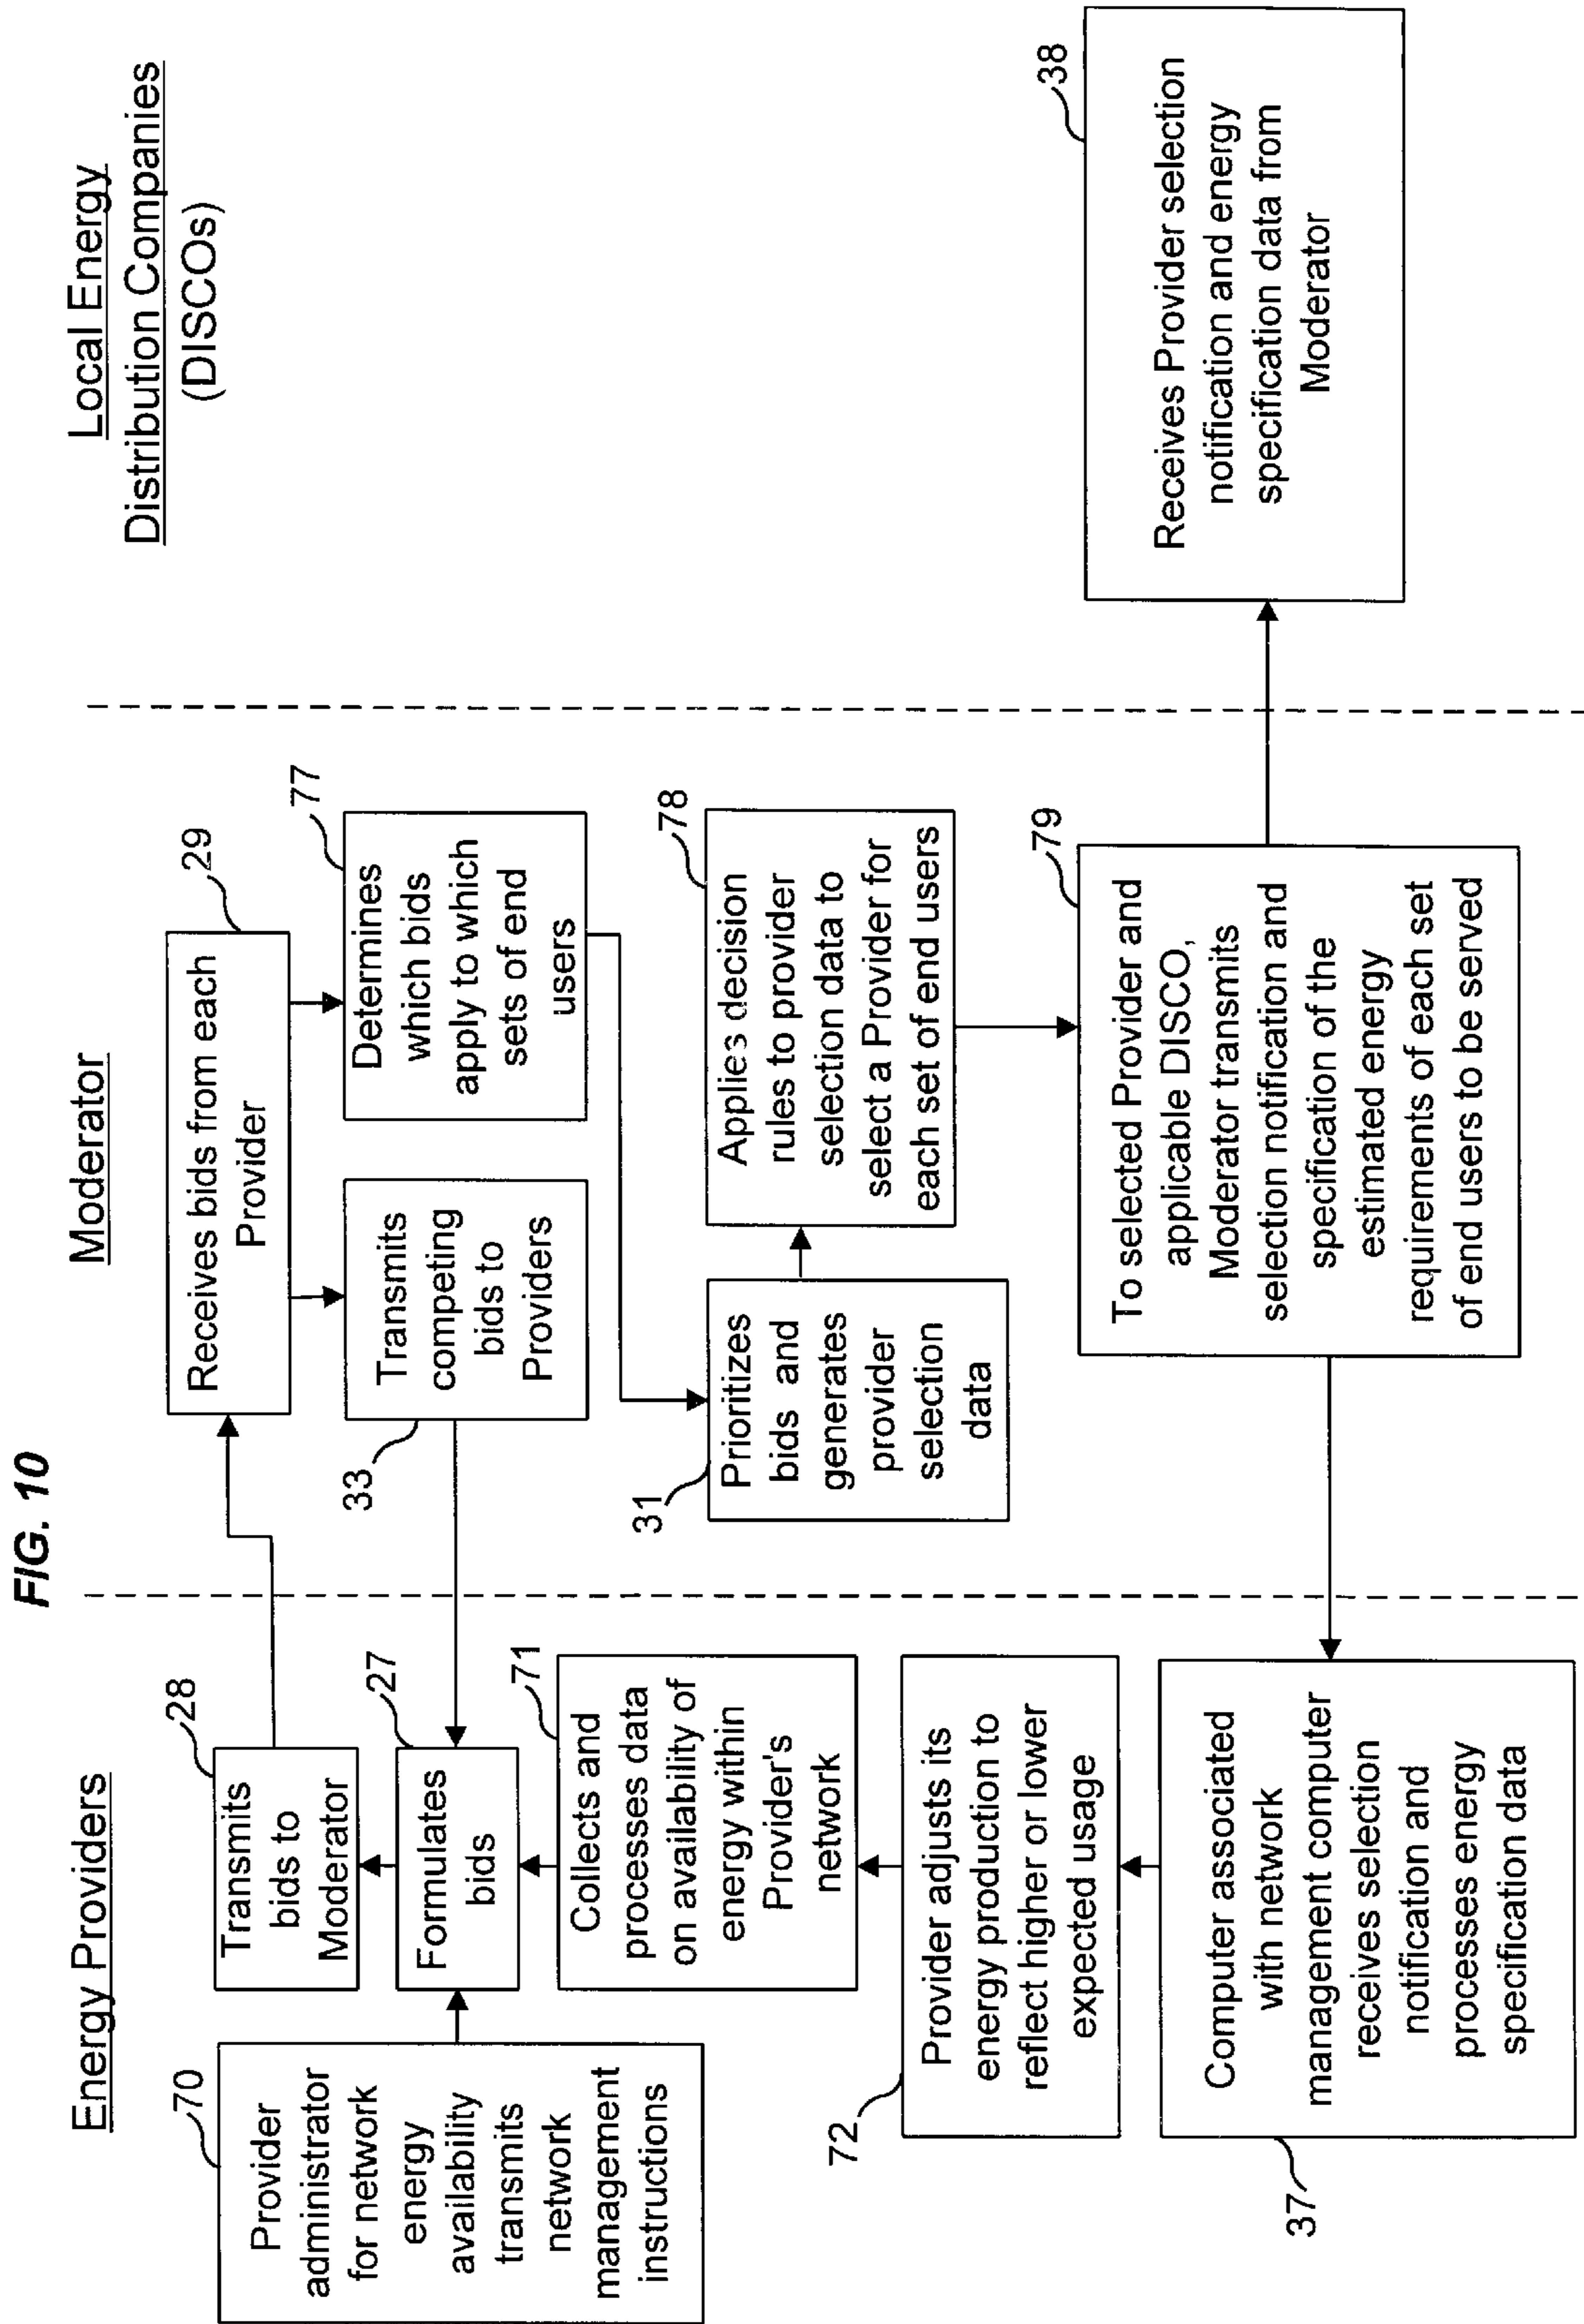 FIG. 10
Energy Providers
70
Provider
administrator
for network
energy
availability
transmits
network
management
instructions
28
Transmits
bids to
Moderator
27
Formulates
bids
71
Collects and
processes data
on availability of
energy within
Provider's
network
72
Provider adjusts its
energy production to
reflect higher or lower
expected usage
37
Computer associated
with network
management computer
receives selection
notification and
processes energy
specification data
Moderator
29
Receives bids from each
Provider
33
Transmits
competing
bids to
Providers
77
Determines
which bids
apply to which
sets of end
users
31
Prioritizes
bids and
generates
provider
selection
data
78
Applies decision
rules to provider
selection data to
select a Provider for
each set of end users
79
To selected Provider and
applicable DISCO,
Moderator transmits
selection notification and
specification of the
estimated energy
requirements of each set
of end users to be served
Local Energy
Distribution Companies
(DISCOs)
38
Receives Provider selection
notification and energy
specification data from
Moderator